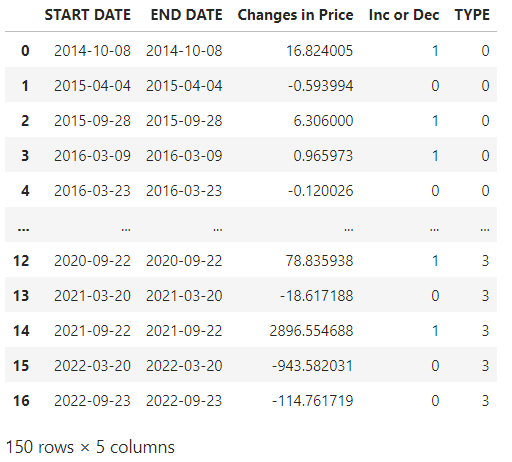 START DATE END DATE Changes in Price Inc or Dec TYPE
0 2014-10-08 2014-10-08 16.824005 1 0
1 2015-04-04 2015-04-04 -0.593994 0 0
2 2015-09-28 2015-09-28 6.306000 1 0
3 2016-03-09 2016-03-09 0.965973 1 0
4 2016-03-23 2016-03-23 -0.120026 0 0
... ... ... ... ... ...
12 2020-09-22 2020-09-22 78.835938 1 3
13 2021-03-20 2021-03-20 -18.617188 0 3
14 2021-09-22 2021-09-22 2896.554688 1 3
15 2022-03-20 2022-03-20 -943.582031 0 3
16 2022-09-23 2022-09-23 -114.761719 0 3
150 rows × 5 columns